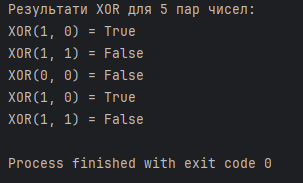 Результати XOR для 5 пар чисел:
XOR(1, 0) = True
XOR(1, 1) = False
XOR(0, 0) = False
XOR(1, 0) = True
XOR(1, 1) = False
Process finished with exit code 0